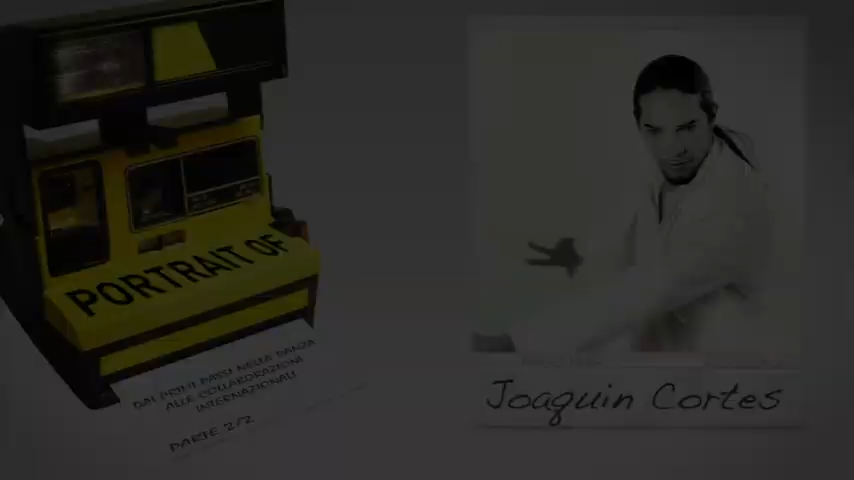 PORTRAIT OF
DAI PRIMI PASSI NELLA DANZA
ALLE COLLABORAZIONI
INTERNAZIONALI
PARTE 2/2
Joaquin Cortes